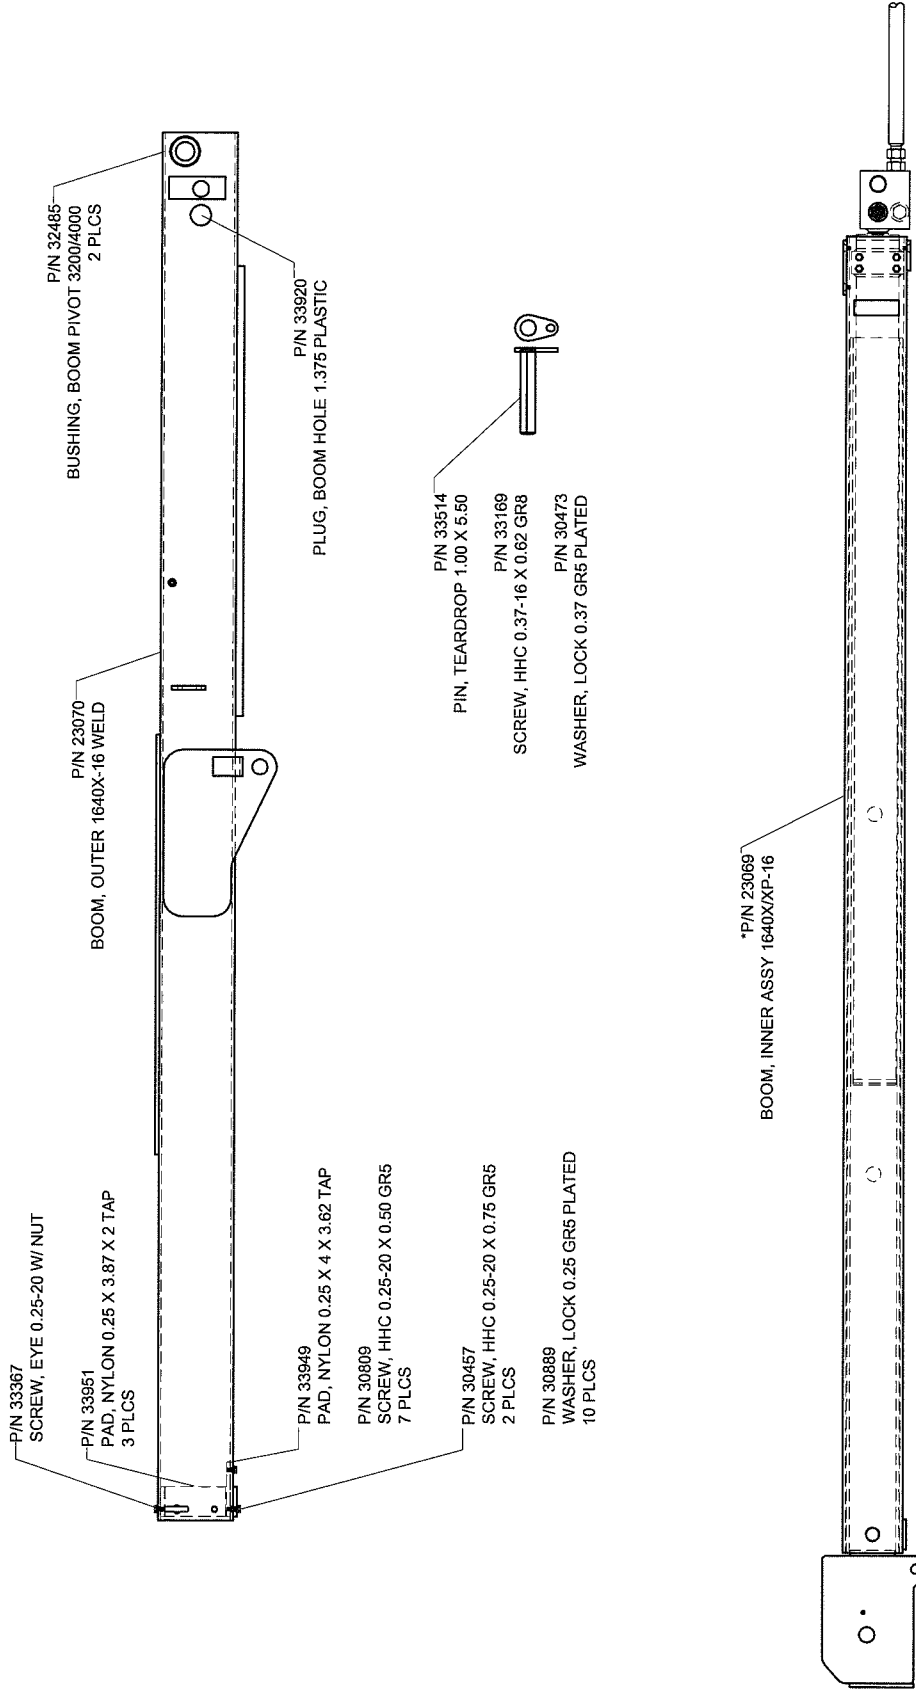 P/N 33367
SCREW, EYE 0.25-20 W/ NUT
P/N 33951
PAD, NYLON 0.25 X 3.87 X 2 TAP
3 PLCS
P/N 33949
PAD, NYLON 0.25 X 4 X 3.62 TAP
P/N 30809
SCREW, HHC 0.25-20 X 0.50 GR5
7 PLCS
P/N 30457
SCREW, HHC 0.25-20 X 0.75 GR5
2 PLCS
P/N 30889
WASHER, LOCK 0.25 GR5 PLATED
10 PLCS
P/N 23070
BOOM, OUTER 1640X-16 WELD
P/N 32485
BUSHING, BOOM PIVOT 3200/4000
2 PLCS
P/N 33920
PLUG, BOOM HOLE 1.375 PLASTIC
P/N 33514
PIN, TEARDROP 1.00 X 5.50
P/N 33169
SCREW, HHC 0.37-16 X 0.62 GR8
P/N 30473
WASHER, LOCK 0.37 GR5 PLATED
*P/N 23069
BOOM, INNER ASSY 1640X/XP-16